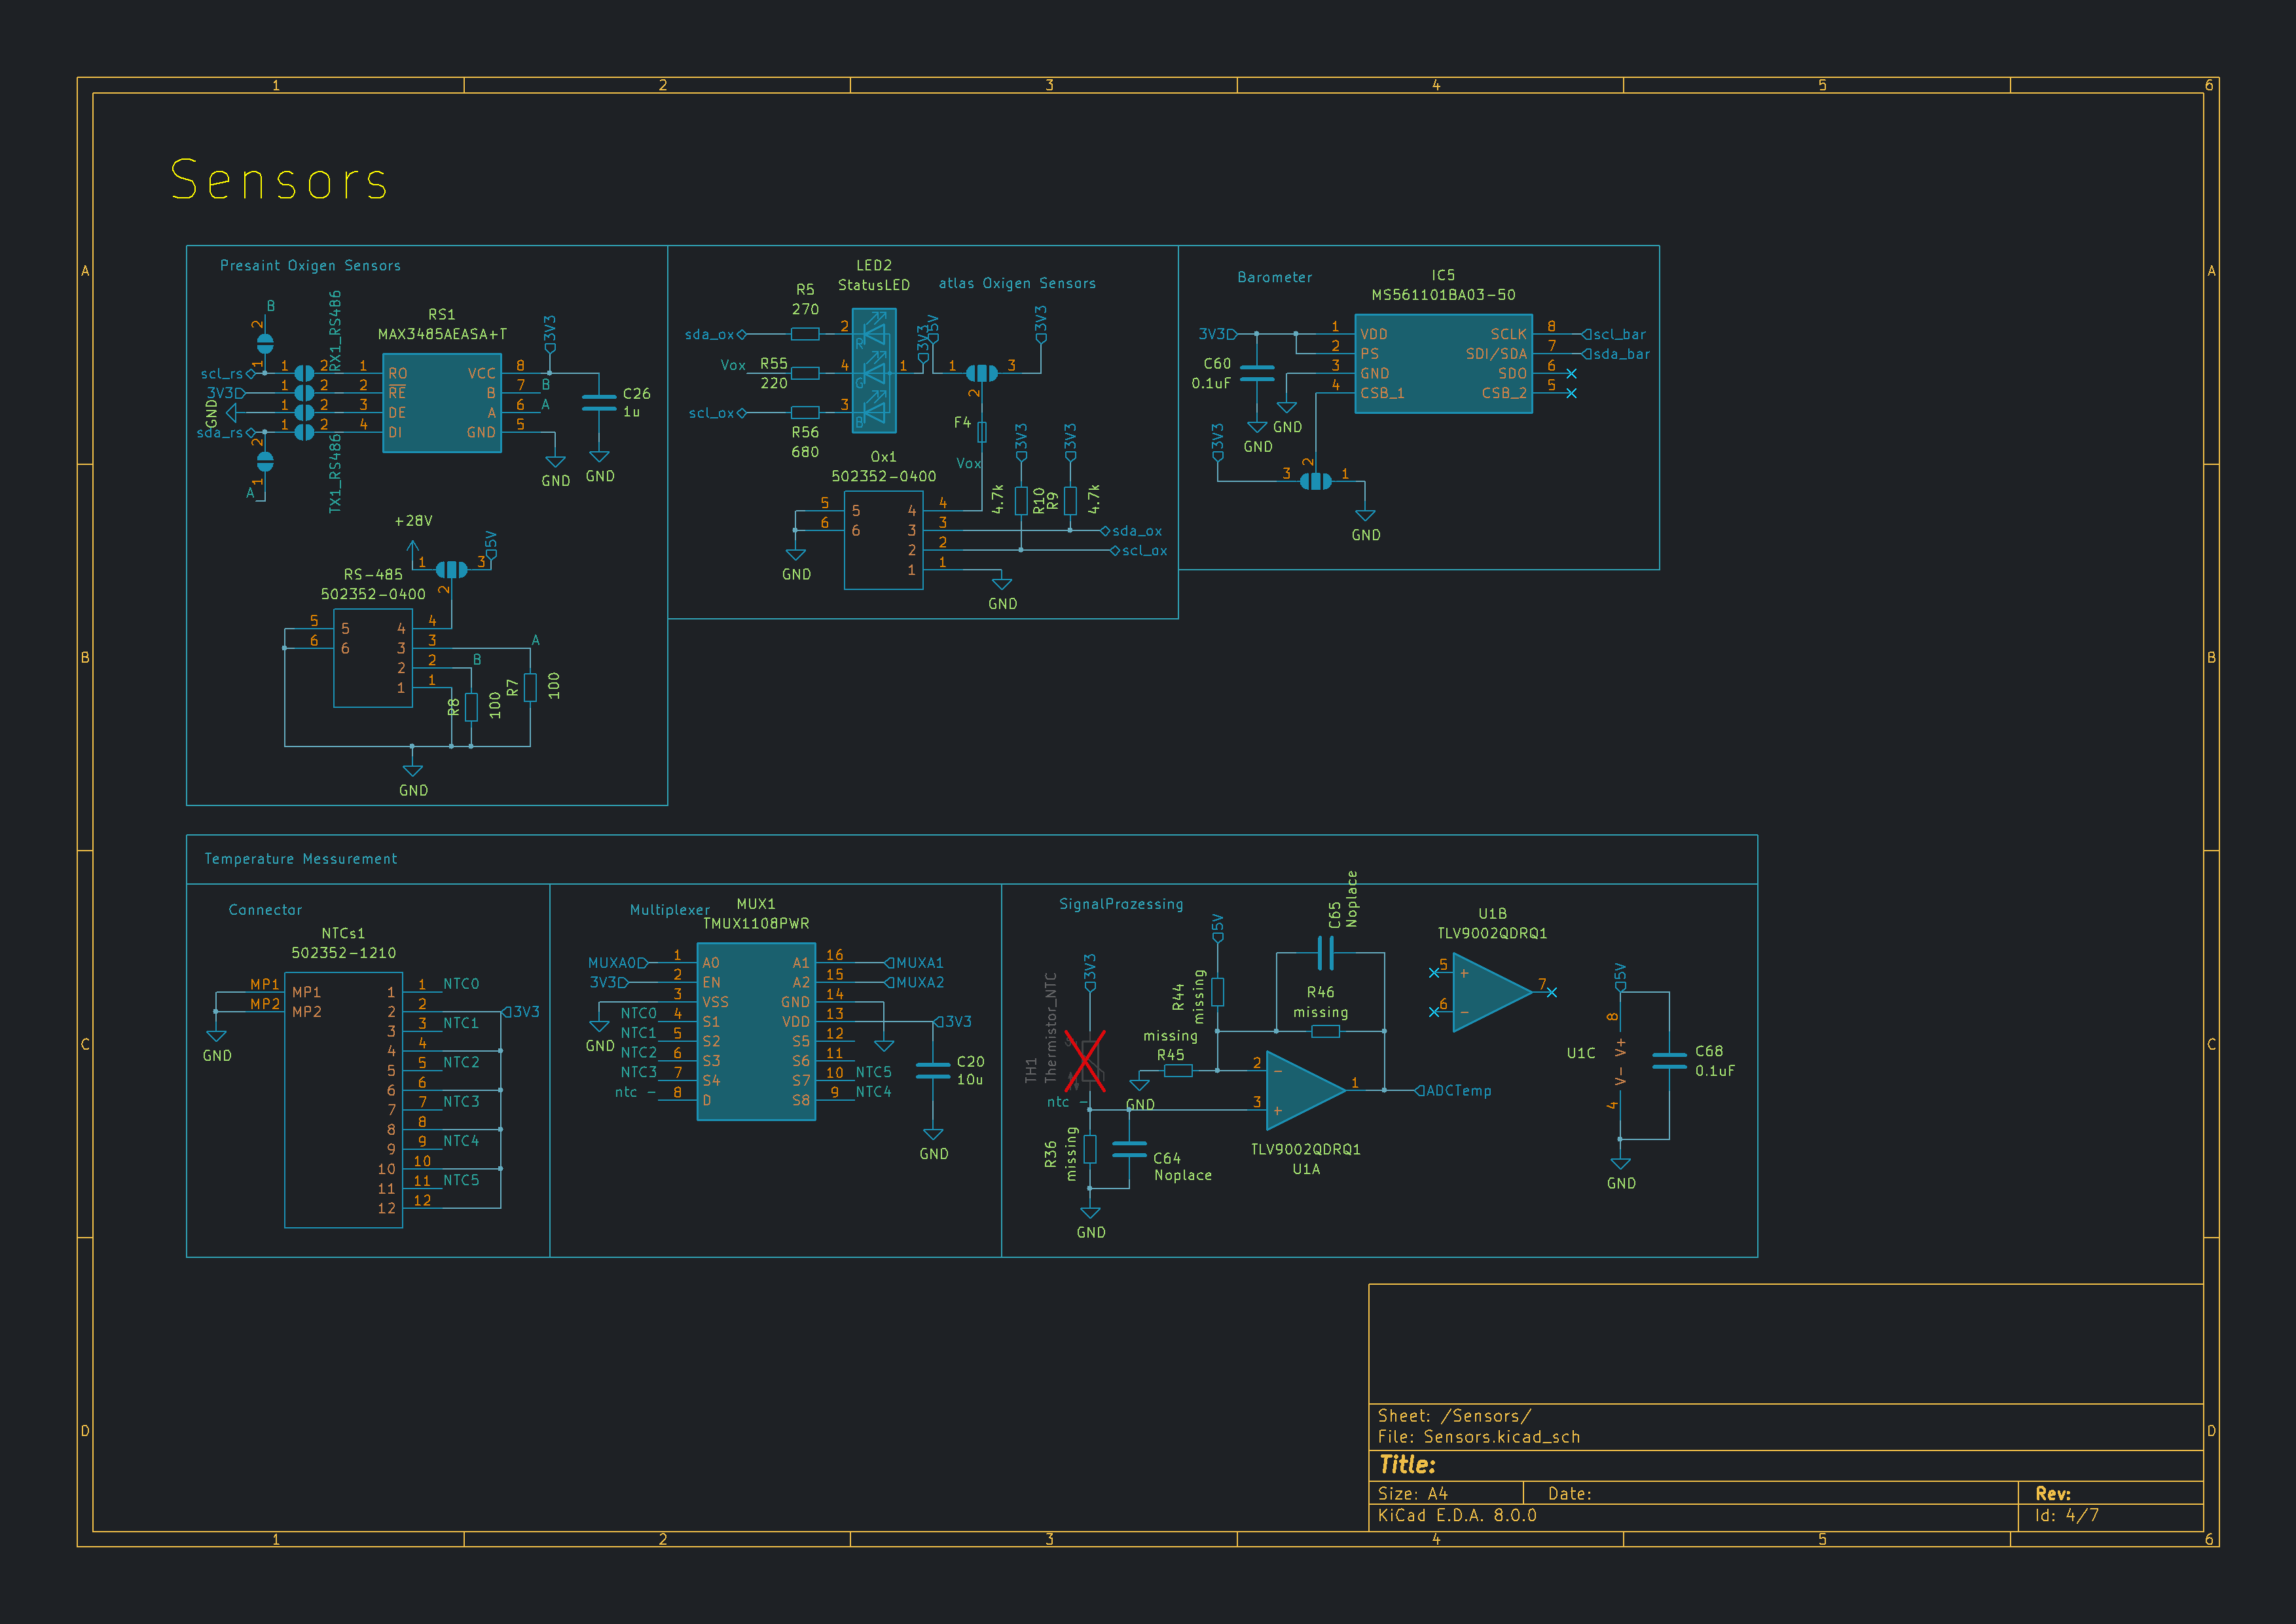 1 2 3 4 5 6
A
B
C
D
A
B
C
D
Sensors
Presaint Oxigen Sensors
RS1
MAX3485AEASA+T
B
2
1
RX1_RS486
scl_rs
1 2
1 RO
VCC 8
3V3
3V3
1 2
2 RE
B 7
B
GND
1 2
3 DE
A 6
A
sda_rs
1 2
4 DI
GND 5
C26
1u
GND
GND
2
1
A
TX1_RS486
+28V
1 3
2
5V
RS-485
502352-0400
5 5
6 6
4 4
3 3
2 2
1 1
A
B
R8
100
R7
100
GND
LED2
StatusLED
atlas Oxigen Sensors
R5
270
sda_ox
2
R
Vox
R55
220
4
G
1
3V3
scl_ox
3
B
R56
680
5V
1 3
2
3V3
F4
Vox
Ox1
502352-0400
5 5
6 6
4 4
3 3
2 2
1 1
3V3
3V3
4.7k
R10
R9
4.7k
sda_ox
scl_ox
GND
GND
Barometer
IC5
MS561101BA03-50
3V3
1 VDD
SCLK 8
scl_bar
2 PS
SDI/SDA 7
sda_bar
3 GND
SDO 6
4 CSB_1
CSB_2 5
C60
0.1uF
GND
GND
3V3
3 1
2
GND
Temperature Messurement
Connector
NTCs1
502352-1210
MP1 MP1
MP2 MP2
1 1 NTC0
2 2 3V3
3 3 NTC1
4 4
5 5 NTC2
6 6
7 7 NTC3
8 8
9 9 NTC4
10 10
11 11 NTC5
12 12
GND
Multiplexer
MUX1
TMUX1108PWR
MUXA0 1 A0
A1 16 MUXA1
3V3 2 EN
A2 15 MUXA2
3 VSS
GND 14
NTC0 4 S1
VDD 13 3V3
NTC1 5 S2
S5 12
NTC2 6 S3
S6 11
NTC3 7 S4
S7 10 NTC5
ntc - 8 D
S8 9 NTC4
GND
C20
10u
GND
SignalProzessing
3V3
TH1
Thermistor_NTC
ntc -
R36
missing
C64
Noplace
GND
5V
R44
missing
missing
R45
GND
C65
Noplace
R46
missing
2 -
3 +
1
ADCTemp
TLV9002QDRQ1
U1A
U1B
TLV9002QDRQ1
5 +
6 -
7
5V
8
V+
U1C
V-
4
C68
0.1uF
GND
Sheet: /Sensors/
File: Sensors.kicad_sch
Title:
Size: A4 Date: Rev:
KiCad E.D.A. 8.0.0 Id: 4/7
1 2 3 4 5 6